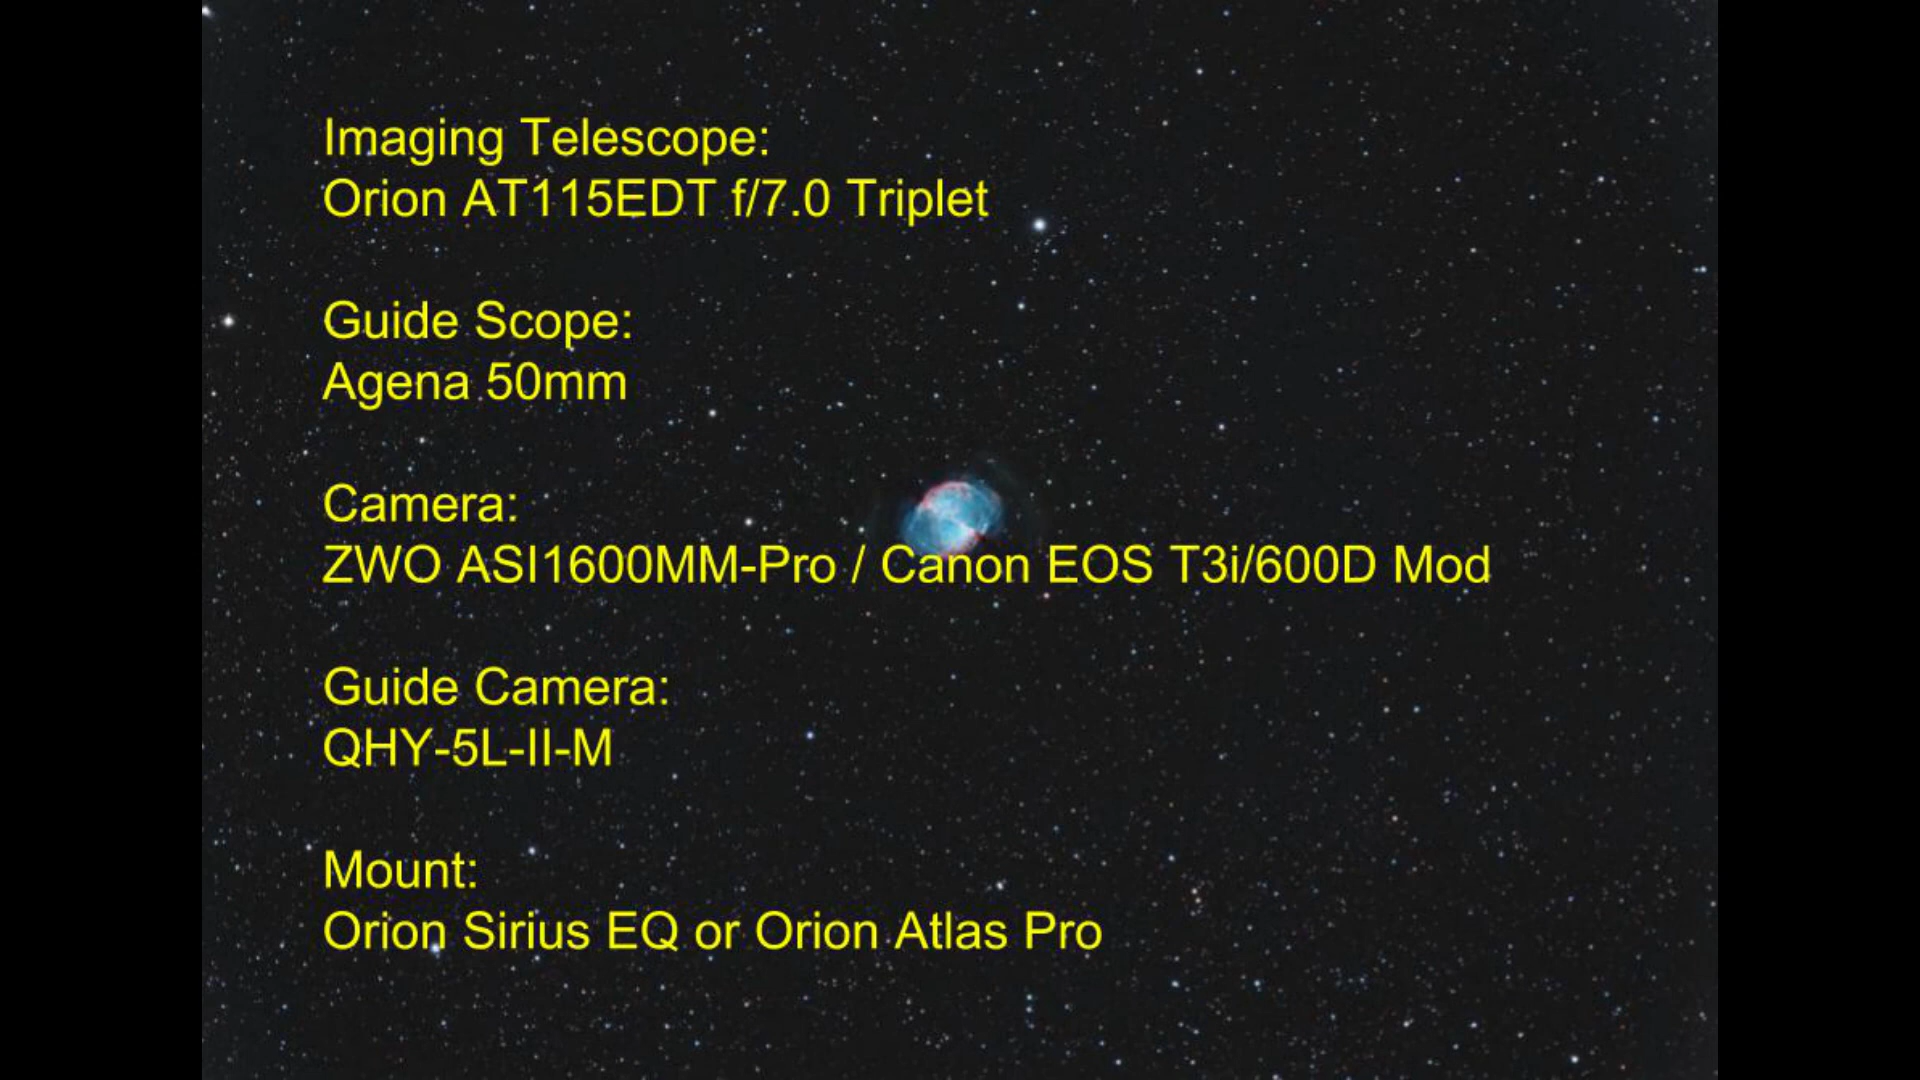 Imaging Telescope:
Orion AT115EDT f/7.0 Triplet
Guide Scope:
Agena 50mm
Camera:
ZWO ASI1600MM-Pro / Canon EOS T3i/600D Mod
Guide Camera:
QHY-5L-II-M
Mount:
Orion Sirius EQ or Orion Atlas Pro